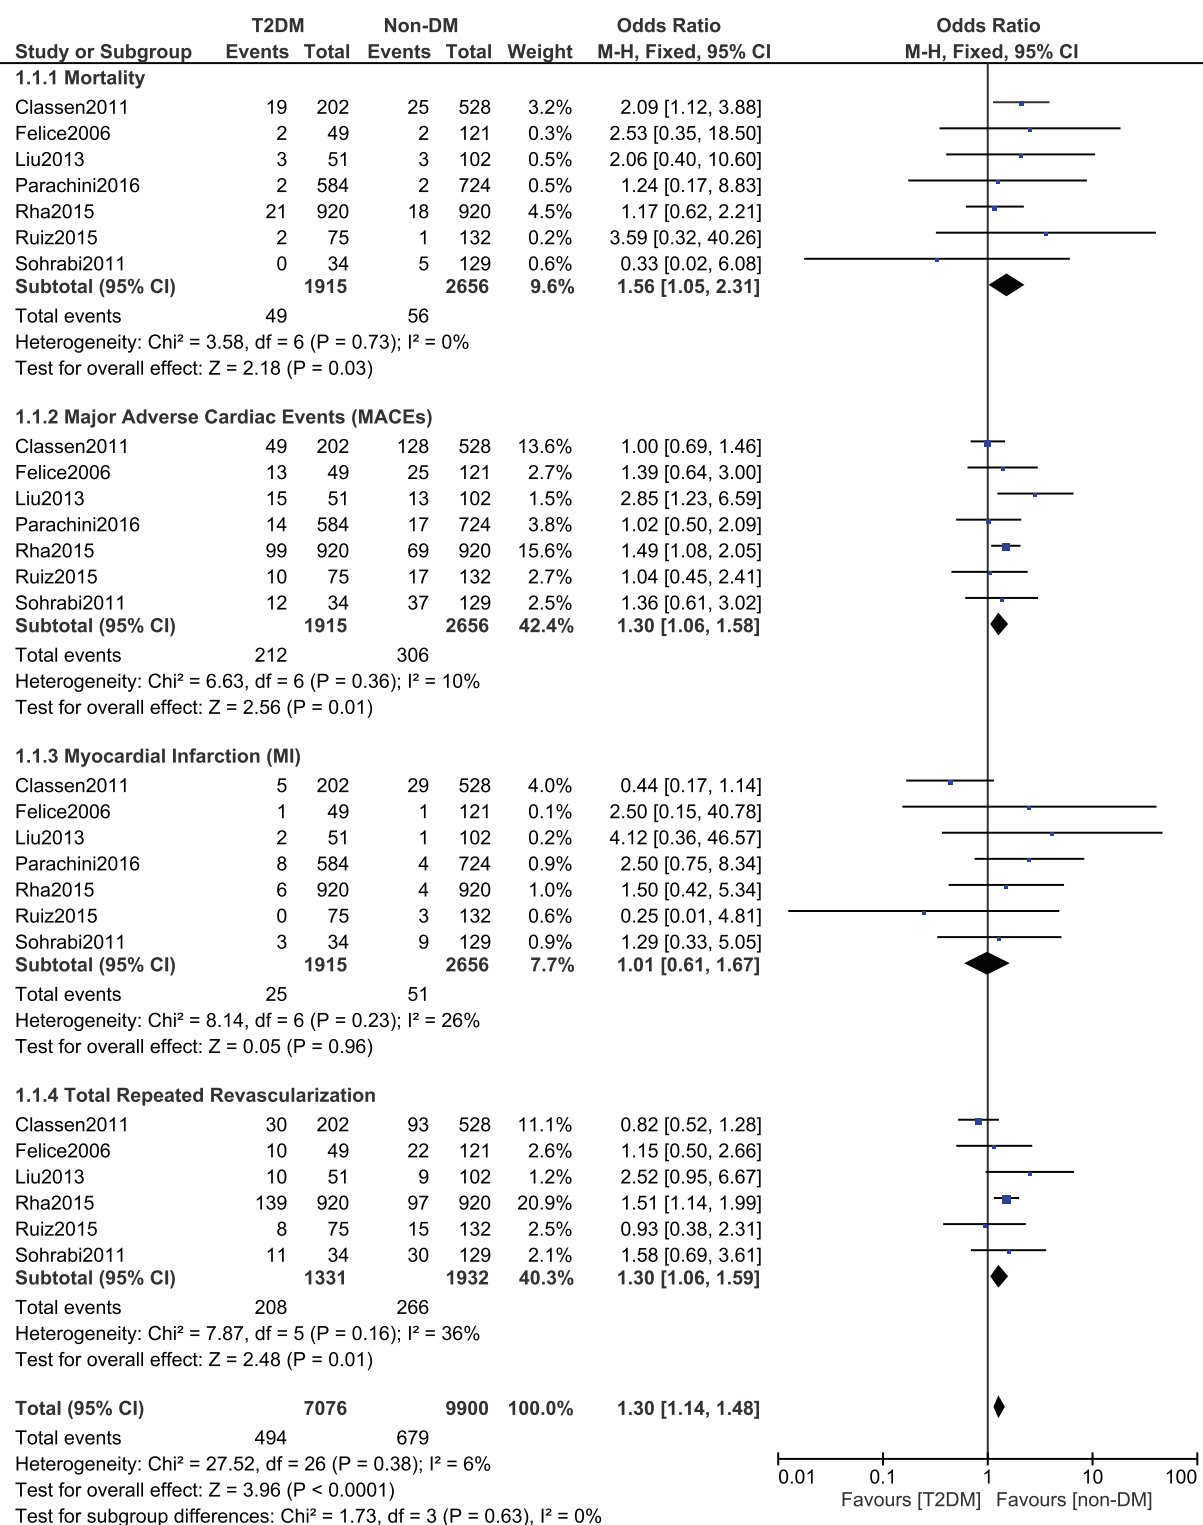 T2DM Non-DM Odds Ratio Odds Ratio
Study or Subgroup Events Total Events Total Weight M-H, Fixed, 95% CI M-H, Fixed, 95% CI
1.1.1 Mortality
Classen2011 19 202 25 528 3.2% 2.09 [1.12, 3.88]
Felice2006 2 49 2 121 0.3% 2.53 [0.35, 18.50]
Liu2013 3 51 3 102 0.5% 2.06 [0.40, 10.60]
Parachini2016 2 584 2 724 0.5% 1.24 [0.17, 8.83]
Rha2015 21 920 18 920 4.5% 1.17 [0.62, 2.21]
Ruiz2015 2 75 1 132 0.2% 3.59 [0.32, 40.26]
Sohrabi2011 0 34 5 129 0.6% 0.33 [0.02, 6.08]
Subtotal (95% CI) 1915 2656 9.6% 1.56 [1.05, 2.31]
Total events 49 56
Heterogeneity: Chi² = 3.58, df = 6 (P = 0.73); I² = 0%
Test for overall effect: Z = 2.18 (P = 0.03)
1.1.2 Major Adverse Cardiac Events (MACEs)
Classen2011 49 202 128 528 13.6% 1.00 [0.69, 1.46]
Felice2006 13 49 25 121 2.7% 1.39 [0.64, 3.00]
Liu2013 15 51 13 102 1.5% 2.85 [1.23, 6.59]
Parachini2016 14 584 17 724 3.8% 1.02 [0.50, 2.09]
Rha2015 99 920 69 920 15.6% 1.49 [1.08, 2.05]
Ruiz2015 10 75 17 132 2.7% 1.04 [0.45, 2.41]
Sohrabi2011 12 34 37 129 2.5% 1.36 [0.61, 3.02]
Subtotal (95% CI) 1915 2656 42.4% 1.30 [1.06, 1.58]
Total events 212 306
Heterogeneity: Chi² = 6.63, df = 6 (P = 0.36); I² = 10%
Test for overall effect: Z = 2.56 (P = 0.01)
1.1.3 Myocardial Infarction (MI)
Classen2011 5 202 29 528 4.0% 0.44 [0.17, 1.14]
Felice2006 1 49 1 121 0.1% 2.50 [0.15, 40.78]
Liu2013 2 51 1 102 0.2% 4.12 [0.36, 46.57]
Parachini2016 8 584 4 724 0.9% 2.50 [0.75, 8.34]
Rha2015 6 920 4 920 1.0% 1.50 [0.42, 5.34]
Ruiz2015 0 75 3 132 0.6% 0.25 [0.01, 4.81]
Sohrabi2011 3 34 9 129 0.9% 1.29 [0.33, 5.05]
Subtotal (95% CI) 1915 2656 7.7% 1.01 [0.61, 1.67]
Total events 25 51
Heterogeneity: Chi² = 8.14, df = 6 (P = 0.23); I² = 26%
Test for overall effect: Z = 0.05 (P = 0.96)
1.1.4 Total Repeated Revascularization
Classen2011 30 202 93 528 11.1% 0.82 [0.52, 1.28]
Felice2006 10 49 22 121 2.6% 1.15 [0.50, 2.66]
Liu2013 10 51 9 102 1.2% 2.52 [0.95, 6.67]
Rha2015 139 920 97 920 20.9% 1.51 [1.14, 1.99]
Ruiz2015 8 75 15 132 2.5% 0.93 [0.38, 2.31]
Sohrabi2011 11 34 30 129 2.1% 1.58 [0.69, 3.61]
Subtotal (95% CI) 1331 1932 40.3% 1.30 [1.06, 1.59]
Total events 208 266
Heterogeneity: Chi² = 7.87, df = 5 (P = 0.16); I² = 36%
Test for overall effect: Z = 2.48 (P = 0.01)
Total (95% CI) 7076 9900 100.0% 1.30 [1.14, 1.48]
Total events 494 679
Heterogeneity: Chi² = 27.52, df = 26 (P = 0.38); I² = 6%
Test for overall effect: Z = 3.96 (P < 0.0001)
Test for subgroup differences: Chi² = 1.73, df = 3 (P = 0.63), I² = 0%
0.01 0.1 1 10 100
Favours [T2DM] Favours [non-DM]